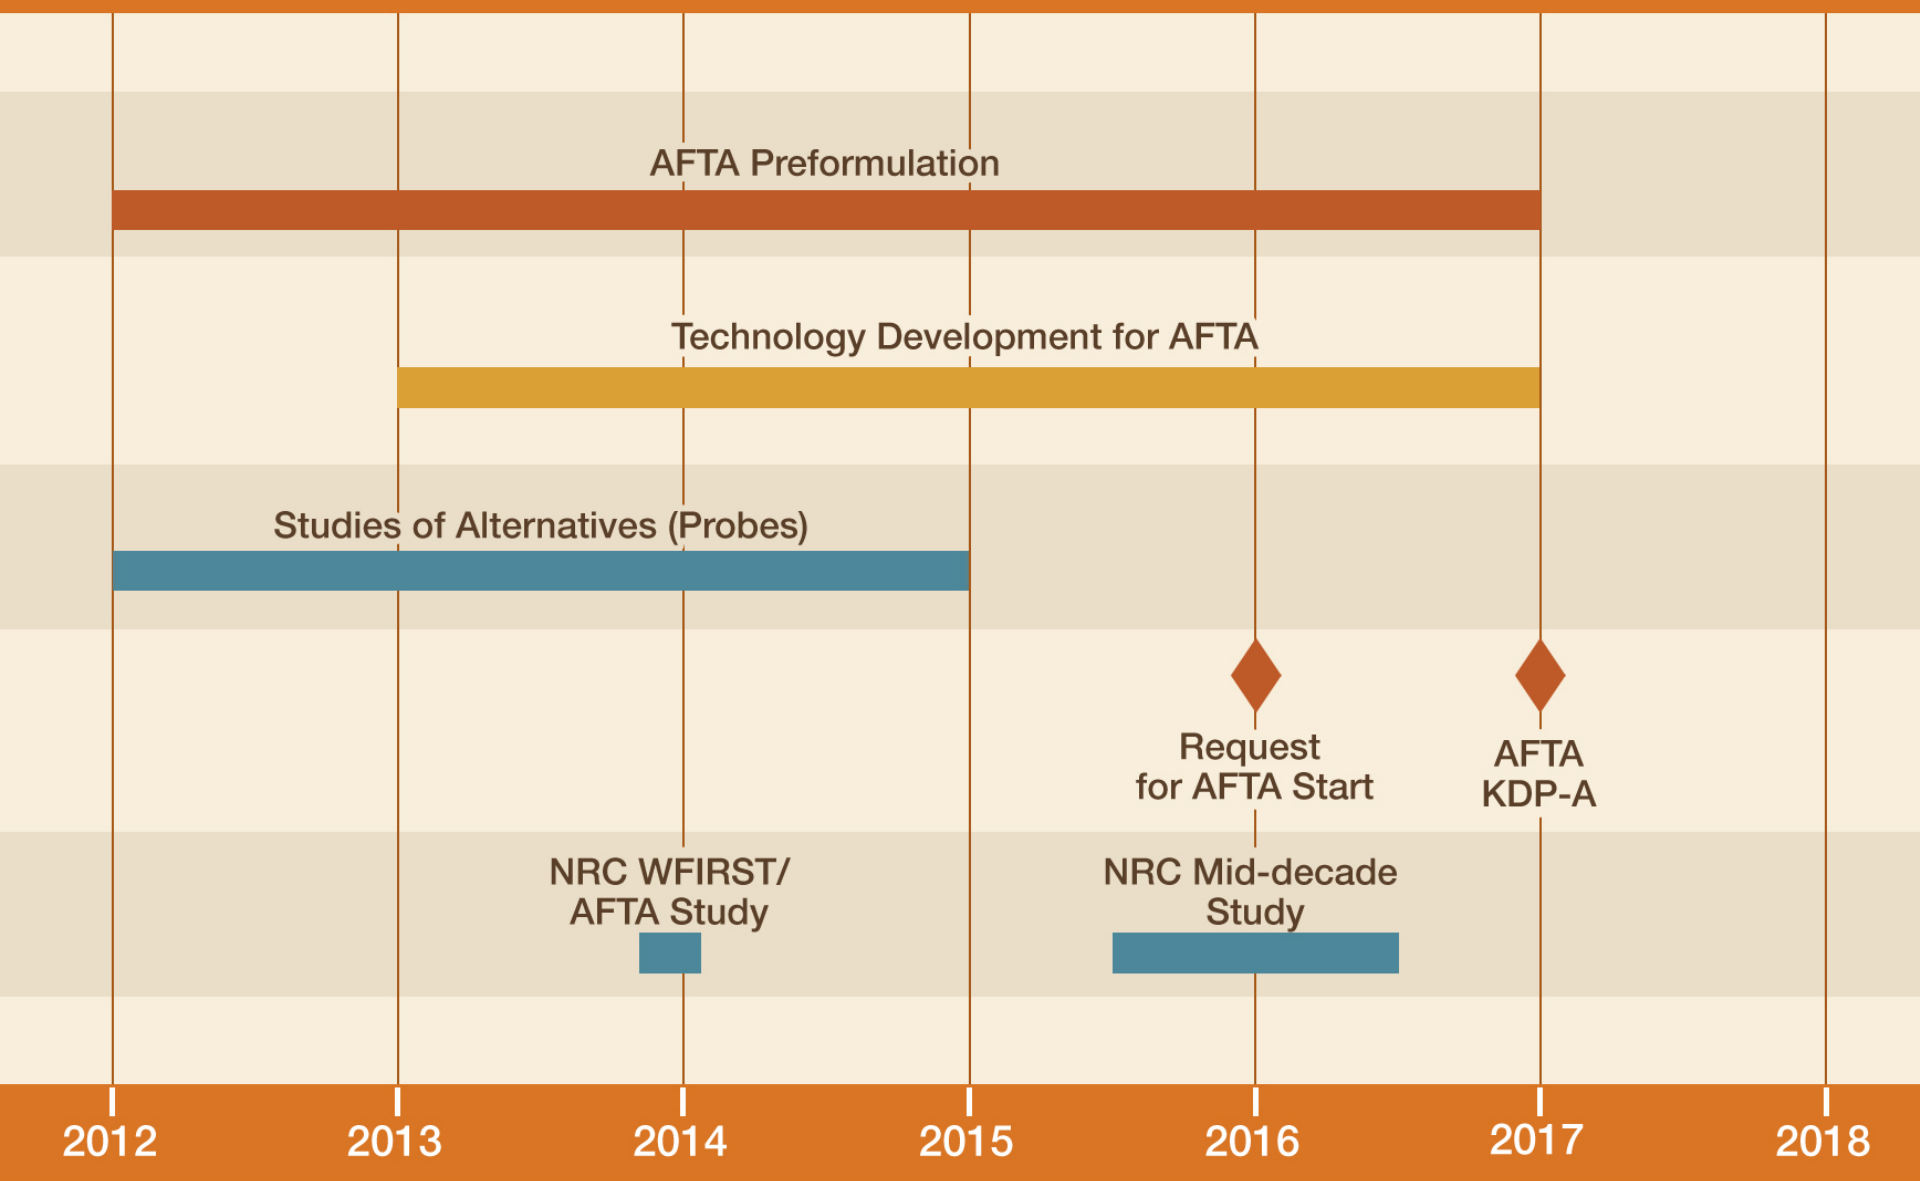 AFTA Preformulation
Technology Development for AFTA
Studies of Alternatives (Probes)
Request
for AFTA Start
AFTA
KDP-A
NRC WFIRST/
AFTA Study
NRC Mid-decade
Study
2012 2013 2014 2015 2016 2017 2018